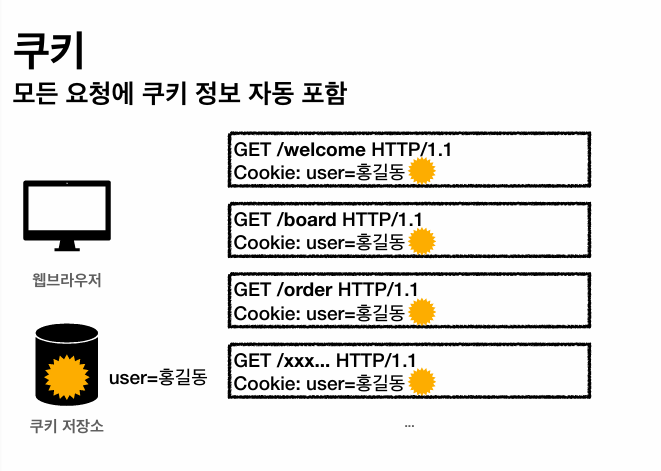 쿠키
모든 요청에 쿠키 정보 자동 포함
GET /welcome HTTP/1.1
Cookie: user=홍길동
GET /board HTTP/1.1
Cookie: user=홍길동
GET /order HTTP/1.1
Cookie: user=홍길동
GET /xxx... HTTP/1.1
Cookie: user=홍길동
...
웹브라우저
user=홍길동
쿠키 저장소